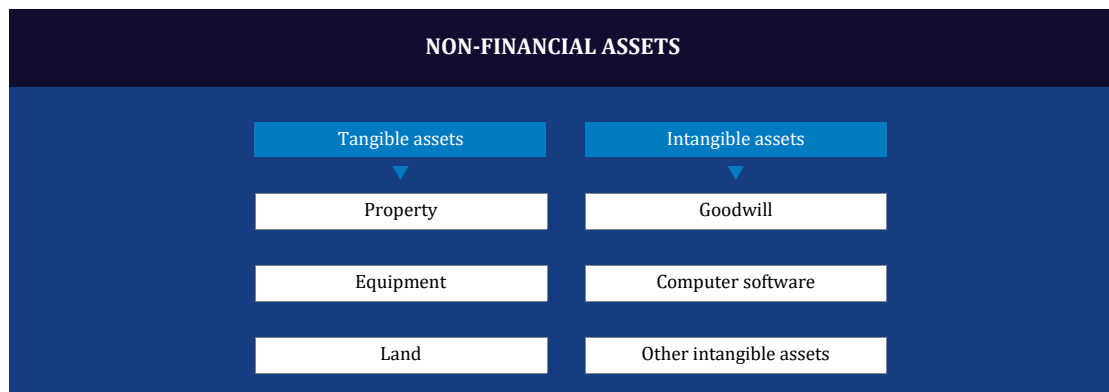 NON-FINANCIAL ASSETS
Tangible assets
Intangible assets
Property
Goodwill
Equipment
Computer software
Land
Other intangible assets